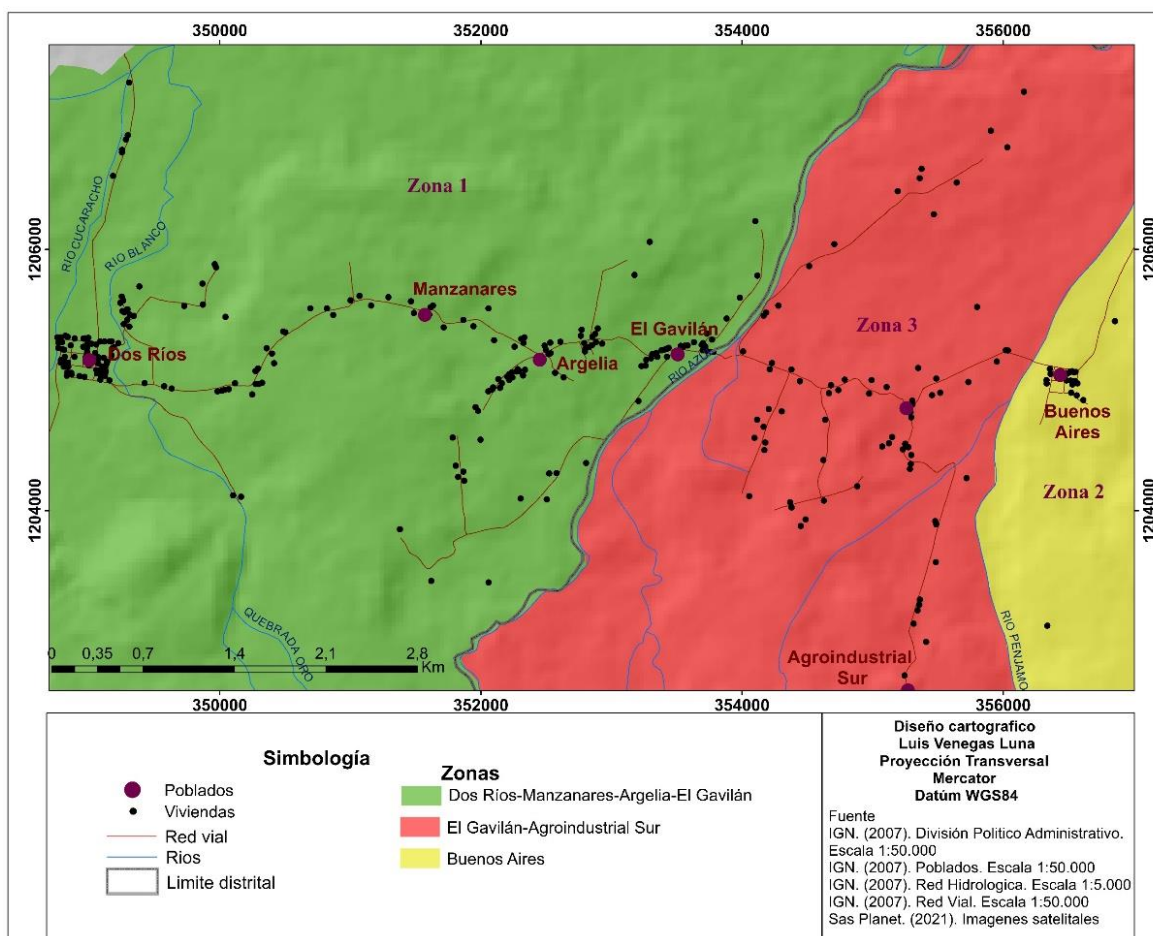 350000
352000
354000
356000
1206000
1204000
1206000
1204000
RIO CUCARACHO
RIO BLANCO
Zona 1
Manzanares
Dos Ríos
Argelia
El Gavilán
RIO AZUL
Zona 3
Buenos
Aires
Zona 2
QUEBRADA ORO
RIO PENJAMO
Agroindustrial
Sur
0 0,35 0,7 1,4 2,1 2,8
Km
350000
352000
354000
356000
Simbología
Poblados
Viviendas
Red vial
Rios
Limite distrital
Zonas
Dos Ríos-Manzanares-Argelia-El Gavilán
El Gavilán-Agroindustrial Sur
Buenos Aires
Diseño cartografico
Luis Venegas Luna
Proyección Transversal
Mercator
Datúm WGS84
Fuente
IGN. (2007). División Politico Administrativo.
Escala 1:50.000
IGN. (2007). Poblados. Escala 1:50.000
IGN. (2007). Red Hidrologica. Escala 1:5.000
IGN. (2007). Red Vial. Escala 1:50.000
Sas Planet. (2021). Imagenes satelitales